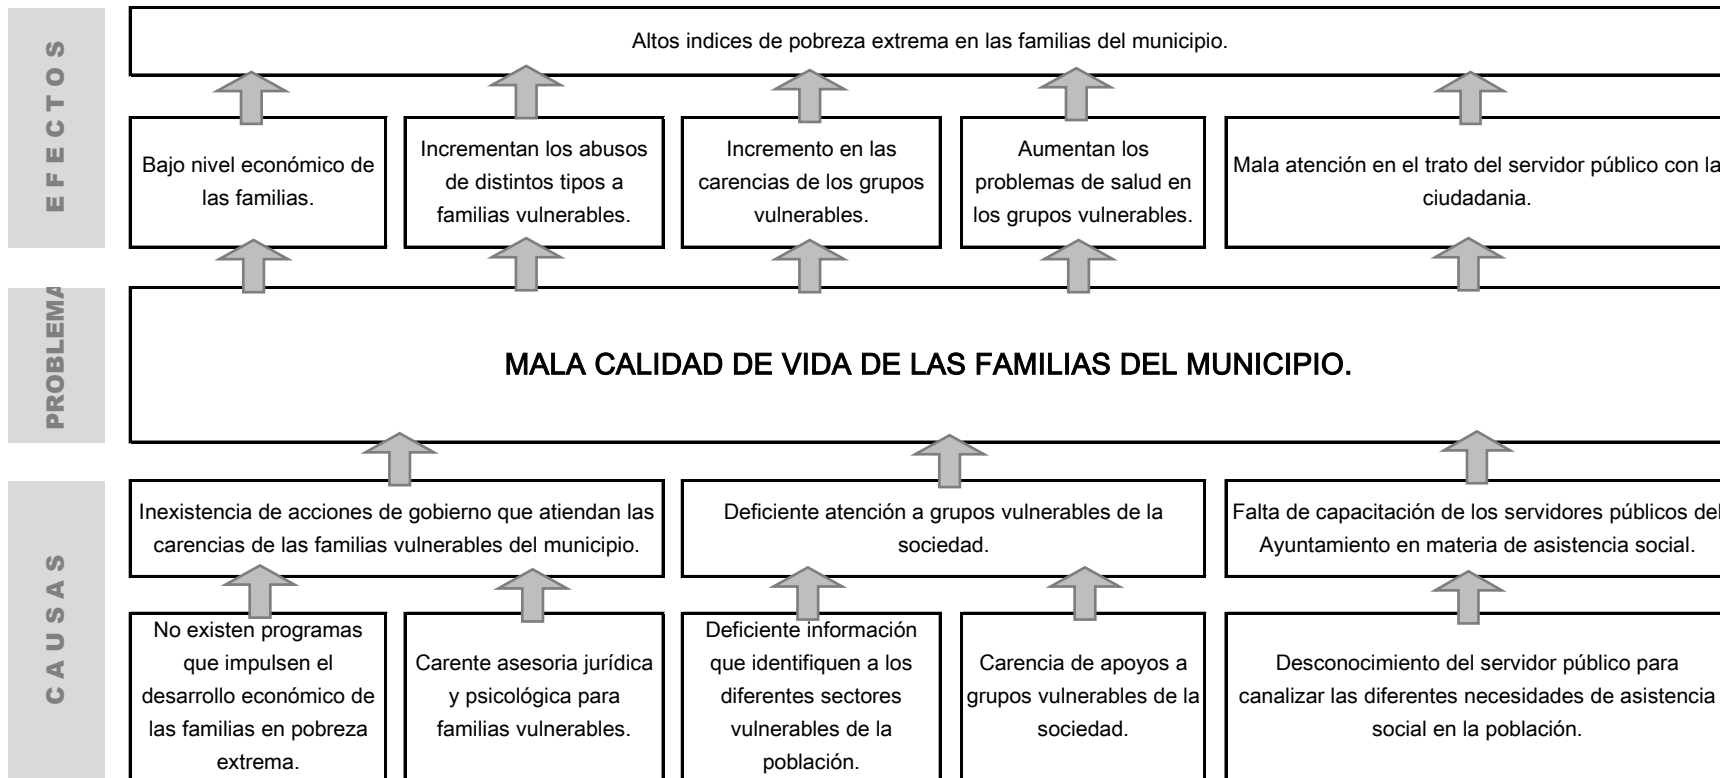 EFECTOS
Altos indices de pobreza extrema en las familias del municipio.
Bajo nivel económico de
las familias.
Incrementan los abusos
de distintos tipos a
familias vulnerables.
Incremento en las
carencias de los grupos
vulnerables.
Aumentan los
problemas de salud en
los grupos vulnerables.
Mala atención en el trato del servidor público con la
ciudadania.
PROBLEMA
MALA CALIDAD DE VIDA DE LAS FAMILIAS DEL MUNICIPIO.
CAUSAS
Inexistencia de acciones de gobierno que atiendan las
carencias de las familias vulnerables del municipio.
Deficiente atención a grupos vulnerables de la
sociedad.
Falta de capacitación de los servidores públicos del
Ayuntamiento en materia de asistencia social.
No existen programas
que impulsen el
desarrollo económico de
las familias en pobreza
extrema.
Carente asesoria jurídica
y psicológica para
familias vulnerables.
Deficiente información
que identifiquen a los
diferentes sectores
vulnerables de la
población.
Carencia de apoyos a
grupos vulnerables de la
sociedad.
Desconocimiento del servidor público para
canalizar las diferentes necesidades de asistencia
social en la población.